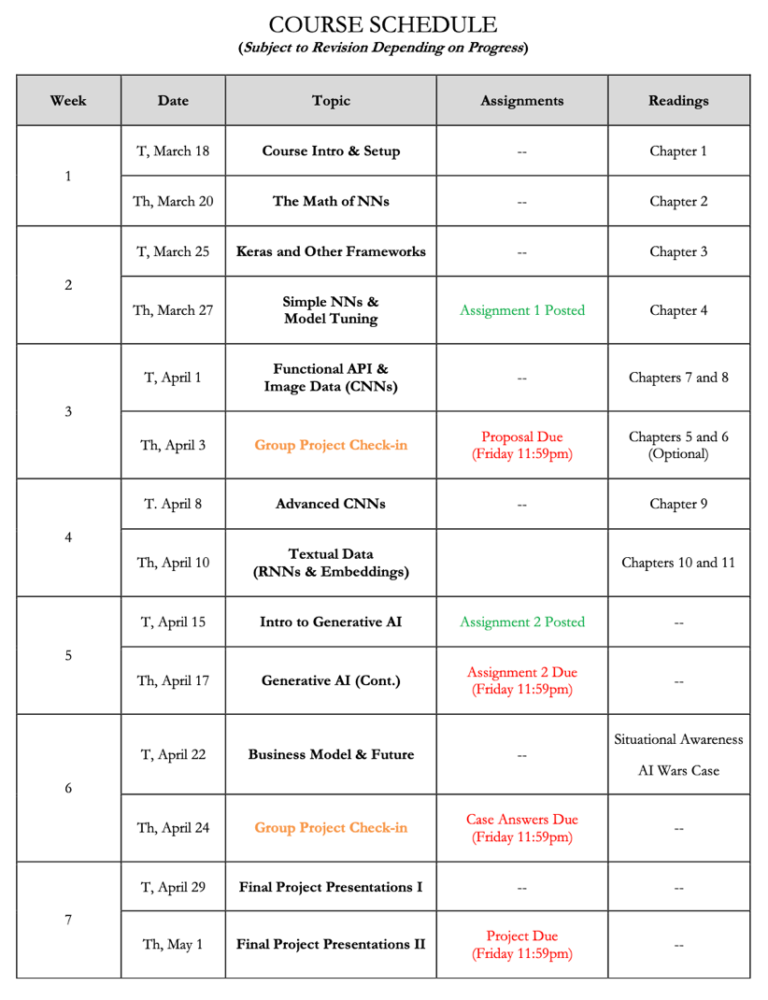 COURSE SCHEDULE
(Subject to Revision Depending on Progress)
Week Date Topic Assignments Readings
1
T, March 18 Course Intro & Setup -- Chapter 1
Th, March 20 The Math of NNs -- Chapter 2
2
T, March 25 Keras and Other Frameworks -- Chapter 3
Th, March 27 Simple NNs &
Model Tuning Assignment 1 Posted Chapter 4
3
T, April 1 Functional API &
Image Data (CNNs) -- Chapters 7 and 8
Th, April 3 Group Project Check-in Proposal Due
(Friday 11:59pm) Chapters 5 and 6
(Optional)
4
T. April 8 Advanced CNNs -- Chapter 9
Th, April 10 Textual Data
(RNNs & Embeddings) Chapters 10 and 11
5
T, April 15 Intro to Generative AI Assignment 2 Posted --
Th, April 17 Generative AI (Cont.) Assignment 2 Due
(Friday 11:59pm) --
6
T, April 22 Business Model & Future -- Situational Awareness
AI Wars Case
Th, April 24 Group Project Check-in Case Answers Due
(Friday 11:59pm) --
7
T, April 29 Final Project Presentations I -- --
Th, May 1 Final Project Presentations II Project Due
(Friday 11:59pm) --